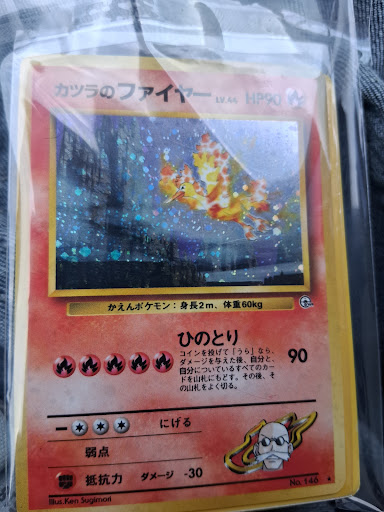 カツラのファイヤー LV.44 HP90
かえんポケモン：身長2m、体重60kg
ひのとり
コインを投げて「うら」なら、
ダメージを与えた後、自分と、
自分についているすべてのカー
ドを山札にもどす。その後、そ
の山札をよく切る。
90
にげる
弱点
抵抗力 ダメージ -30
Illus.Ken Sugimori
No.146